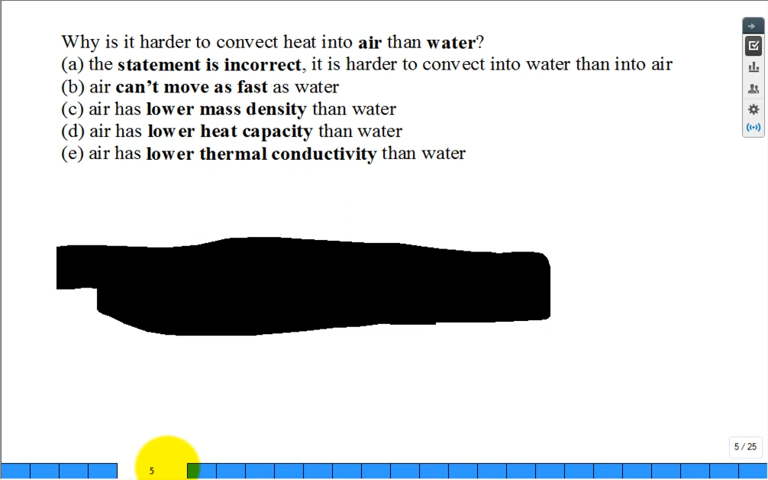 Why is it harder to convect heat into air than water?
(a) the statement is incorrect, it is harder to convect into water than into air
(b) air can't move as fast as water
(c) air has lower mass density than water
(d) air has lower heat capacity than water
(e) air has lower thermal conductivity than water
5 / 25
5